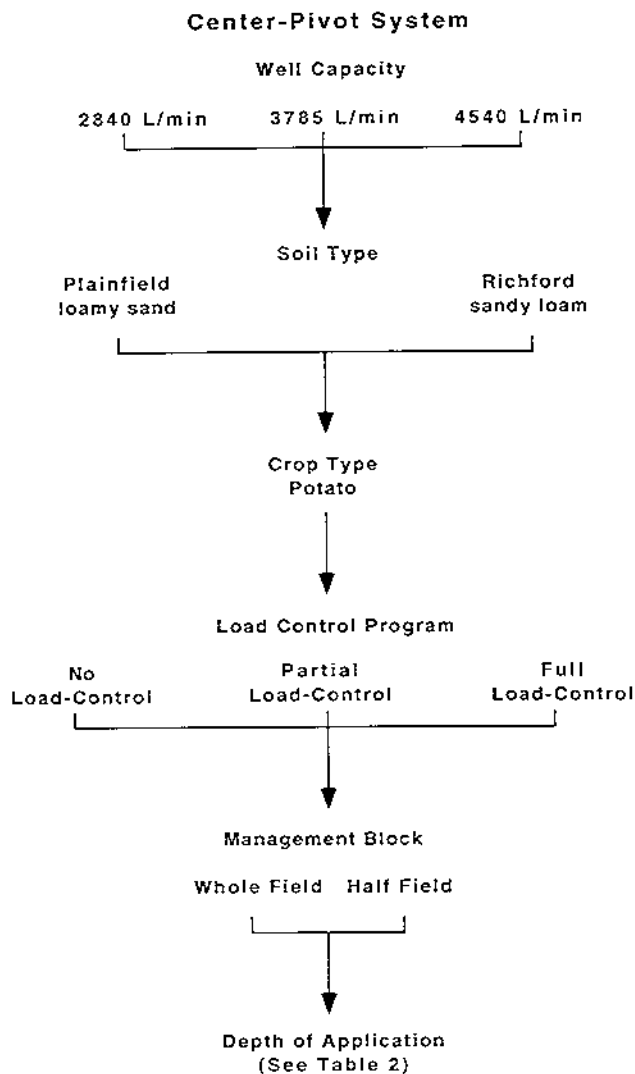 Center-Pivot System
Well Capacity
2840 L/min 3785 L/min 4540 L/min
Soil Type
Plainfield
loamy sand
Richford
sandy loam
Crop Type
Potato
Load Control Program
No
Load-Control
Partial
Load-Control
Full
Load-Control
Management Block
Whole Field Half Field
Depth of Application
(See Table 2)